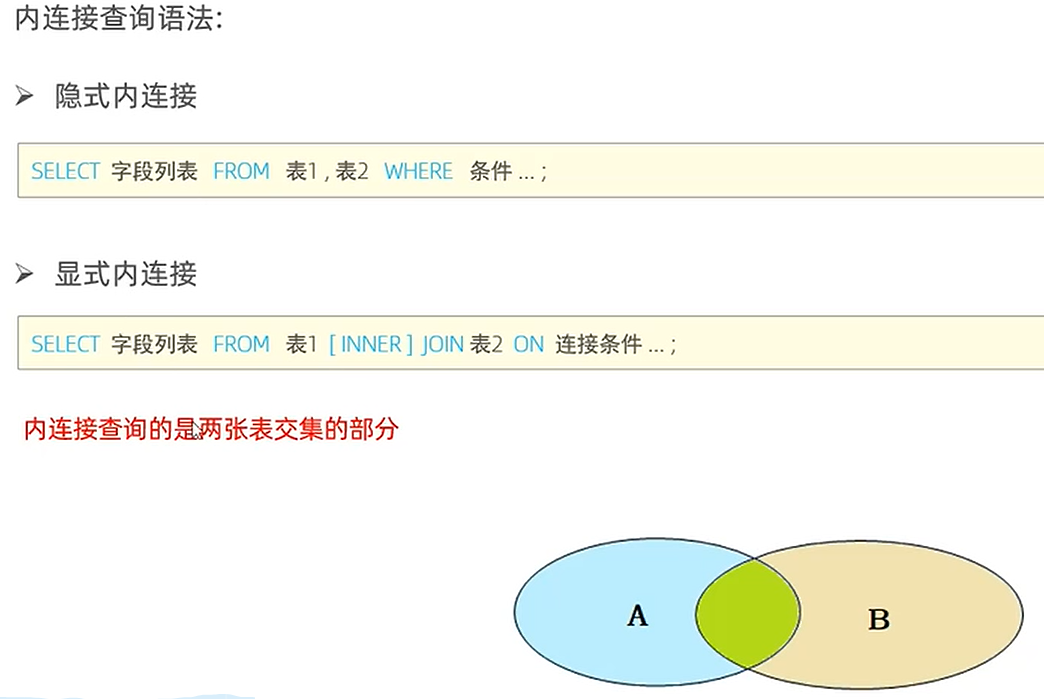 内连接查询语法:
隐式内连接
SELECT 字段列表 FROM 表1 , 表2 WHERE 条件 ... ;
显式内连接
SELECT 字段列表 FROM 表1 [ INNER ] JOIN 表2 ON 连接条件 ... ;
内连接查询的是两张表交集的部分
A
B